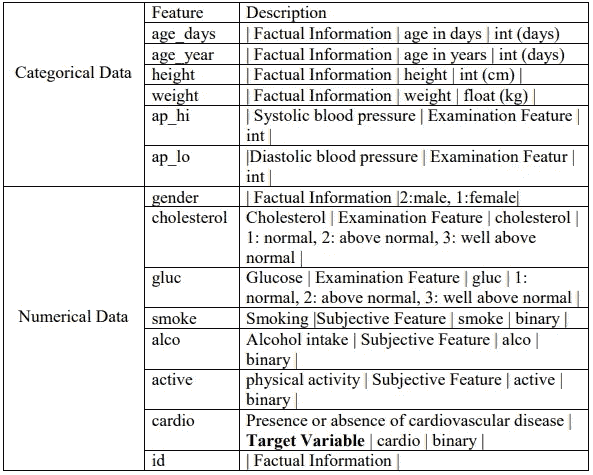 Feature Description
age_days | Factual Information | age in days | int (days)
age_year | Factual Information | age in years | int (days)
Categorical Data
height | Factual Information | height | int (cm) |
weight | Factual Information | weight | float (kg) |
ap_hi | Systolic blood pressure | Examination Feature |
int |
ap_lo |Diastolic blood pressure | Examination Featur |
int |
gender | Factual Information |2:male, 1:female|
cholesterol Cholesterol | Examination Feature | cholesterol |
1: normal, 2: above normal, 3: well above
normal |
gluc Glucose | Examination Feature | gluc | 1:
normal, 2: above normal, 3: well above normal |
Numerical Data
smoke Smoking |Subjective Feature | smoke | binary |
alco Alcohol intake | Subjective Feature | alco |
binary |
active physical activity | Subjective Feature | active |
binary |
cardio Presence or absence of cardiovascular disease |
Target Variable | cardio | binary |
id | Factual Information |